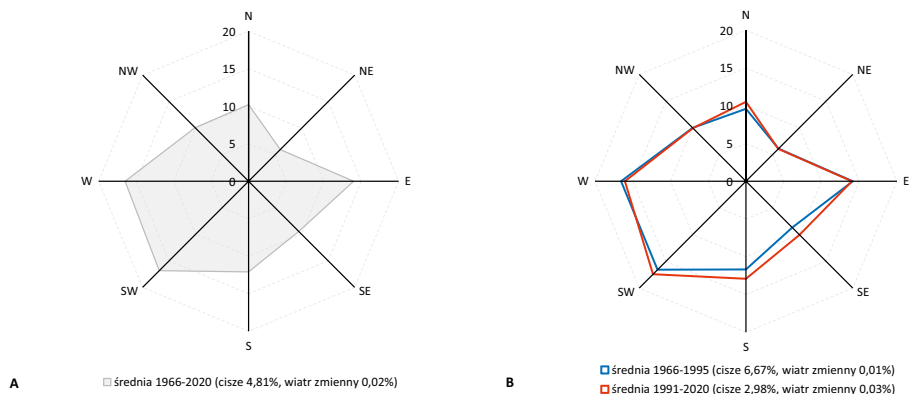 N
20
NW
15
NE
10
5
W
0
E
SW
SE
S
A
średnia 1966-2020 (cisze 4,81%, wiatr zmienny 0,02%)
N
20
NW
15
NE
10
5
W
0
E
SW
SE
S
B
średnia 1966-1995 (cisze 6,67%, wiatr zmienny 0,01%)
średnia 1991-2020 (cisze 2,98%, wiatr zmienny 0,03%)